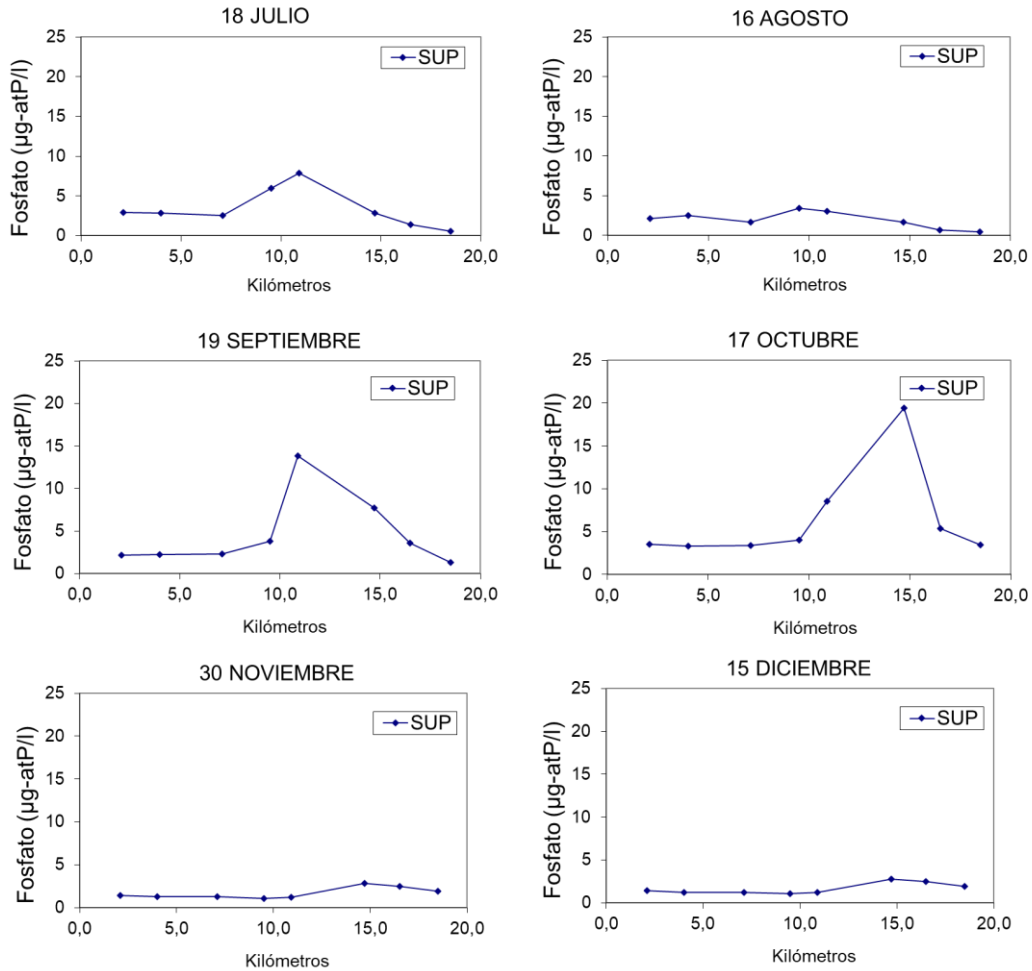 18 JULIO
Fosfato (µg-atP/l)
25
20
15
10
5
0
SUP
0,0 5,0 10,0 15,0 20,0
Kilómetros
16 AGOSTO
Fosfato (µg-atP/l)
25
20
15
10
5
0
SUP
0,0 5,0 10,0 15,0 20,0
Kilómetros
19 SEPTIEMBRE
Fosfato (µg-atP/l)
25
20
15
10
5
0
SUP
0,0 5,0 10,0 15,0 20,0
Kilómetros
17 OCTUBRE
Fosfato (µg-atP/l)
25
20
15
10
5
0
SUP
0,0 5,0 10,0 15,0 20,0
Kilómetros
30 NOVIEMBRE
Fosfato (µg-atP/l)
25
20
15
10
5
0
SUP
0,0 5,0 10,0 15,0 20,0
Kilómetros
15 DICIEMBRE
Fosfato (µg-atP/l)
25
20
15
10
5
0
SUP
0,0 5,0 10,0 15,0 20,0
Kilómetros